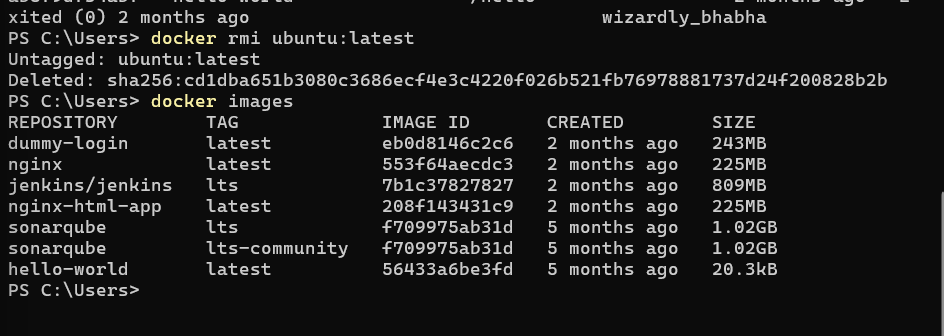 xited (0) 2 months ago wizardly_bhabha
PS C:\Users> docker rmi ubuntu:latest
Untagged: ubuntu:latest
Deleted: sha256:cd1dba651b3080c3686ecf4e3c4220f026b521fb76978881737d24f200828b2b
PS C:\Users> docker images
REPOSITORY TAG IMAGE ID CREATED SIZE
dummy-login latest eb0d8146c2c6 2 months ago 243MB
nginx latest 553f64aecdc3 2 months ago 225MB
jenkins/jenkins lts 7b1c37827827 2 months ago 809MB
nginx-html-app latest 208f143431c9 2 months ago 225MB
sonarqube lts f709975ab31d 5 months ago 1.02GB
sonarqube lts-community f709975ab31d 5 months ago 1.02GB
hello-world latest 56433a6be3fd 5 months ago 20.3kB
PS C:\Users>